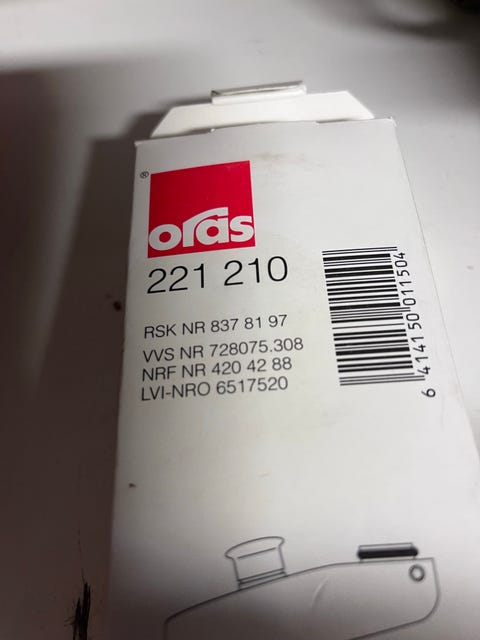 ®
oras
221 210
RSK NR 837 81 97
VVS NR 728075.308
NRF NR 420 42 88
LVI-NRO 6517520
6 414150 011504